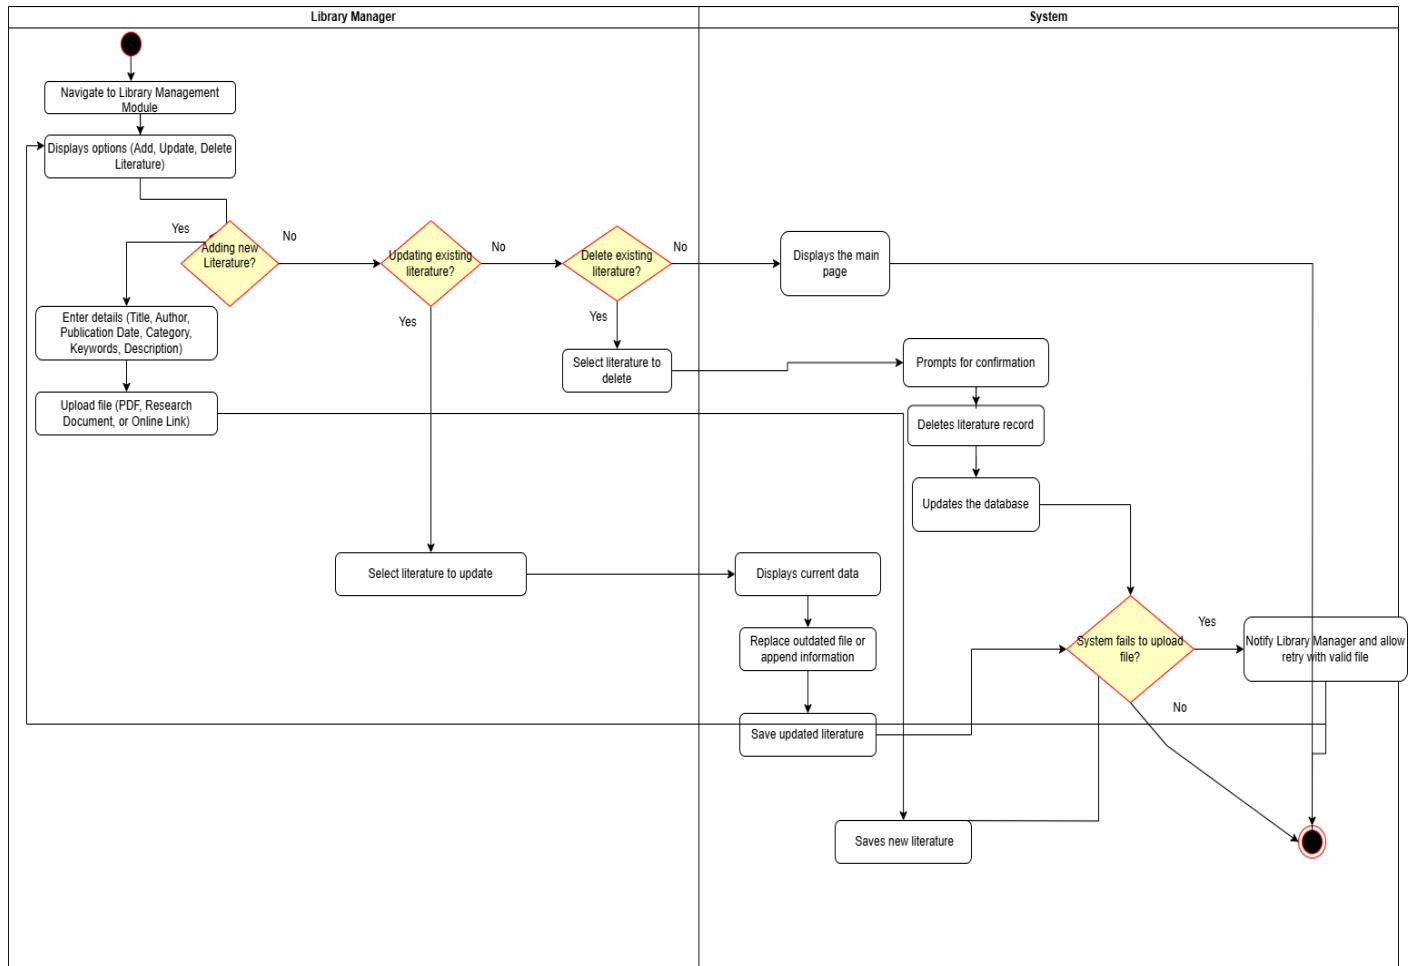 Library Manager
System
Navigate to Library Management
Module
Displays options (Add, Update, Delete
Literature)
Yes
Adding new
Literature?
No
Updating existing
literature?
No
Delete existing
literature?
No
Displays the main
page
Enter details (Title, Author,
Publication Date, Category,
Keywords, Description)
Yes
Yes
Select literature to
delete
Prompts for confirmation
Upload file (PDF, Research
Document, or Online Link)
Deletes literature record
Updates the database
Select literature to update
Displays current data
Replace outdated file or
append information
System fails to upload
file?
Yes
Notify Library Manager and allow
retry with valid file
No
Save updated literature
Saves new literature